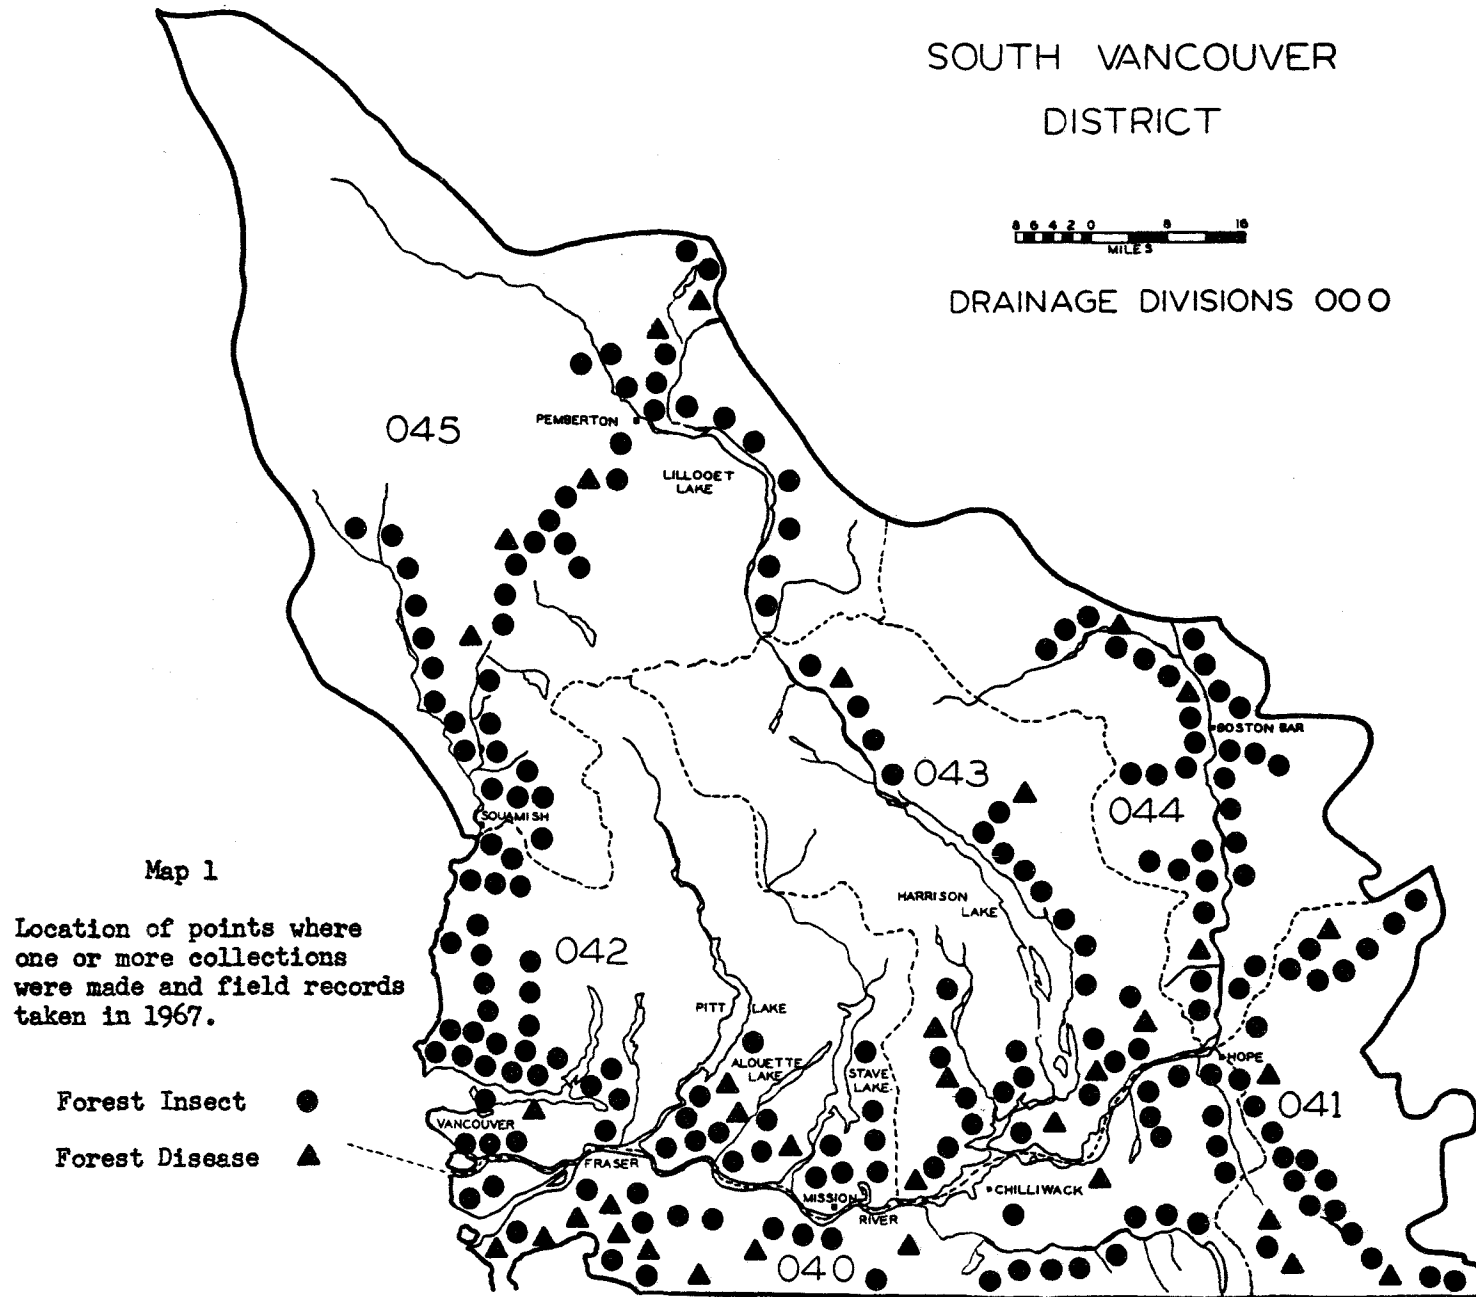 SOUTH VANCOUVER
DISTRICT
8 6 4 2 0 8 16
MILES
DRAINAGE DIVISIONS 000
045
PEMBERTON
LILLOOET
LAKE
BOSTON BAR
043
044
SQUAMISH
Map 1
HARRISON
LAKE
Location of points where
one or more collections
were made and field records
taken in 1967.
042
PITT LAKE
ALOUETTE
LAKE
STAVE
LAKE
HOPE
041
Forest Insect
VANCOUVER
Forest Disease
FRASER
CHILLIWACK
MISSION
RIVER
040